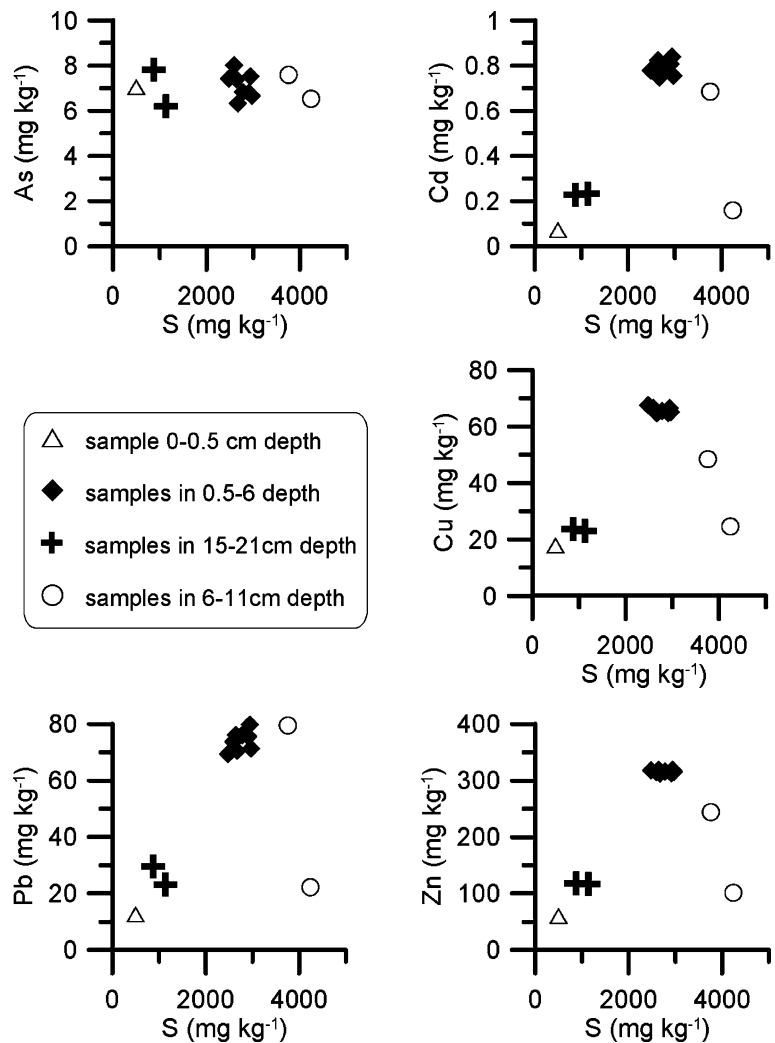 10
8
6
4
2
0
As (mg kg⁻¹)
0 2000 4000
S (mg kg⁻¹)
1
0.8
0.6
0.4
0.2
0
Cd (mg kg⁻¹)
0 2000 4000
S (mg kg⁻¹)
sample 0-0.5 cm depth
samples in 0.5-6 depth
samples in 15-21cm depth
samples in 6-11cm depth
80
60
40
20
0
Cu (mg kg⁻¹)
0 2000 4000
S (mg kg⁻¹)
80
60
40
20
0
Pb (mg kg⁻¹)
0 2000 4000
S (mg kg⁻¹)
400
300
200
100
0
Zn (mg kg⁻¹)
0 2000 4000
S (mg kg⁻¹)